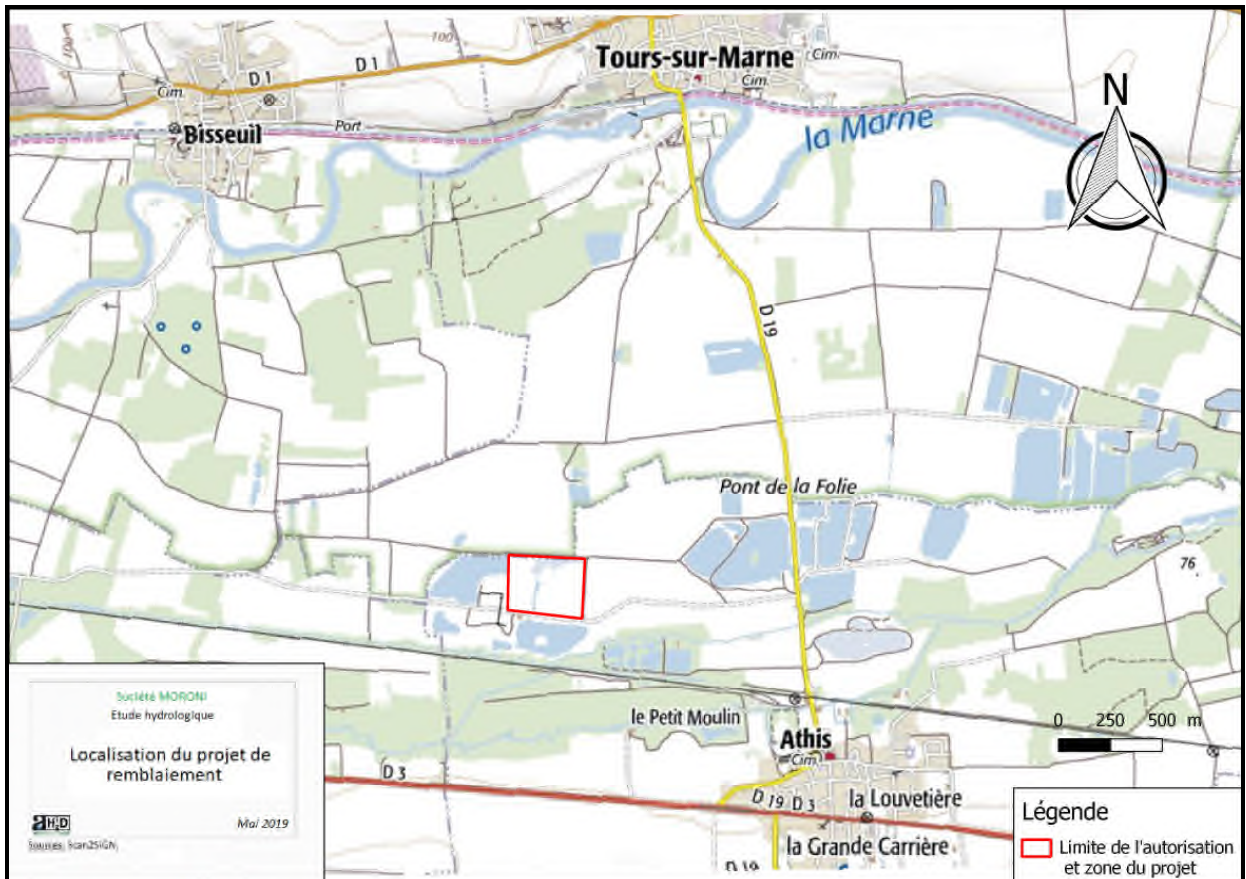 100m
100
D 1
D 1
Tours-sur-Marne
Cim.
Cim.
Cim.
Bisseuil
Port
la Marne
N
D 19
Pont de la Folie
76
le Petit Moulin
Athis
Cim.
0 250 500 m
D 3
D 19 D 3
la Louvetière
la Grande Carrière
D 19
Société MORONI
Etude hydrologique
Localisation du projet de
remblaiement
Mai 2019
Légende
Limite de l'autorisation
et zone du projet